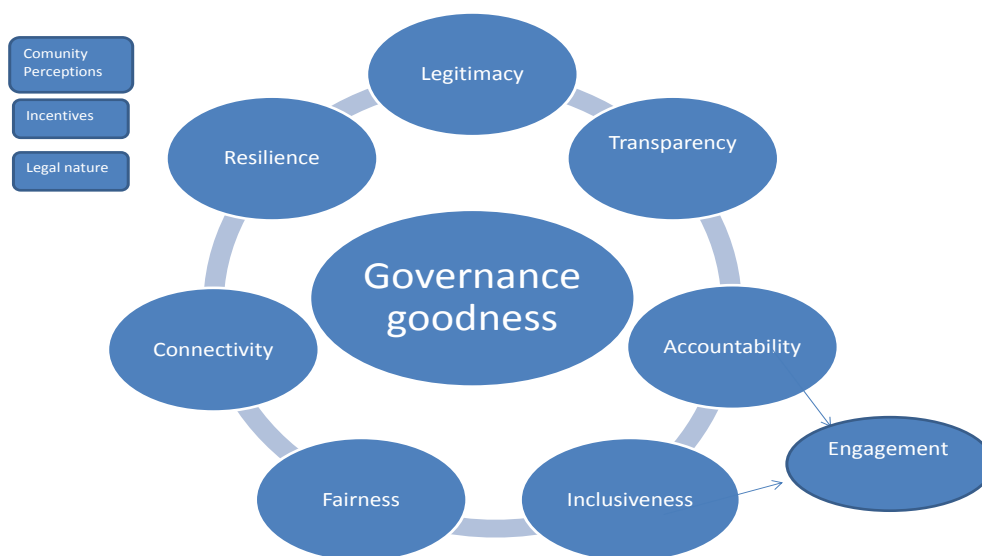 Comunity
Perceptions
Incentives
Legal nature
Legitimacy
Transparency
Resilience
Governance
goodness
Connectivity
Accountability
Engagement
Fairness
Inclusiveness